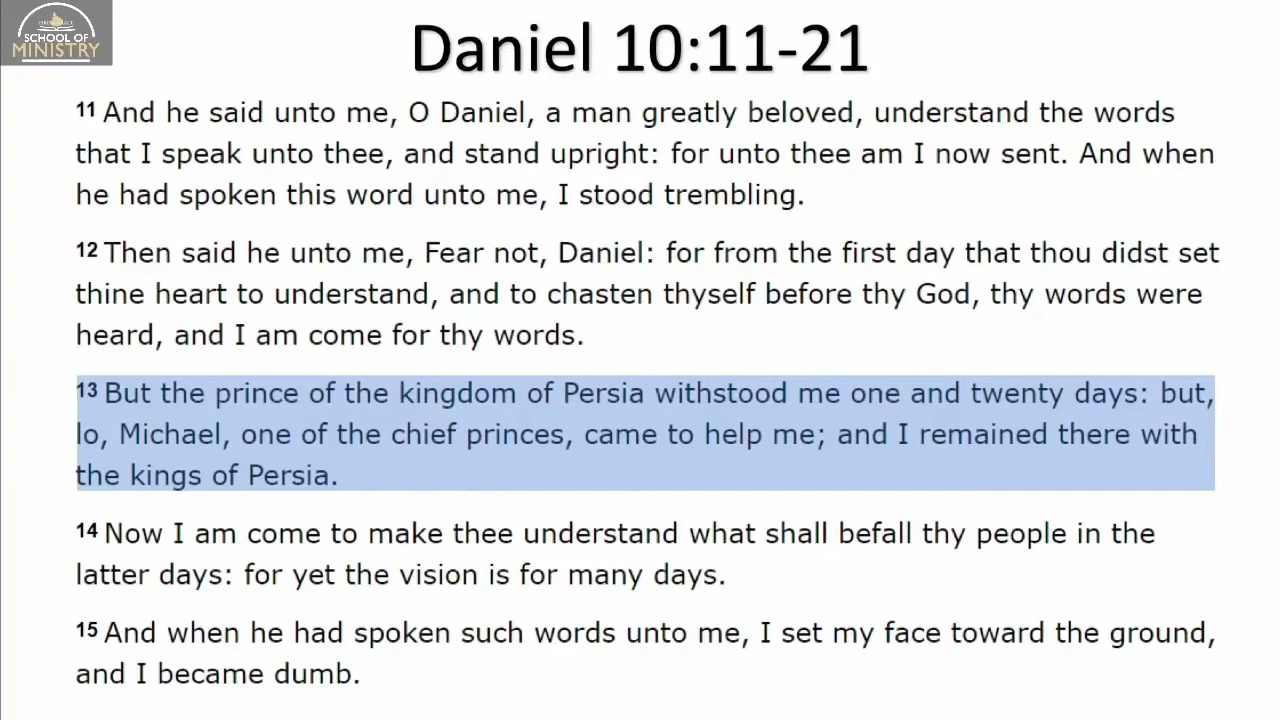 SCHOOL OF
MINISTRY
Daniel 10:11-21
11 And he said unto me, O Daniel, a man greatly beloved, understand the words
that I speak unto thee, and stand upright: for unto thee am I now sent. And when
he had spoken this word unto me, I stood trembling.
12 Then said he unto me, Fear not, Daniel: for from the first day that thou didst set
thine heart to understand, and to chasten thyself before thy God, thy words were
heard, and I am come for thy words.
13 But the prince of the kingdom of Persia withstood me one and twenty days: but,
lo, Michael, one of the chief princes, came to help me; and I remained there with
the kings of Persia.
14 Now I am come to make thee understand what shall befall thy people in the
latter days: for yet the vision is for many days.
15 And when he had spoken such words unto me, I set my face toward the ground,
and I became dumb.